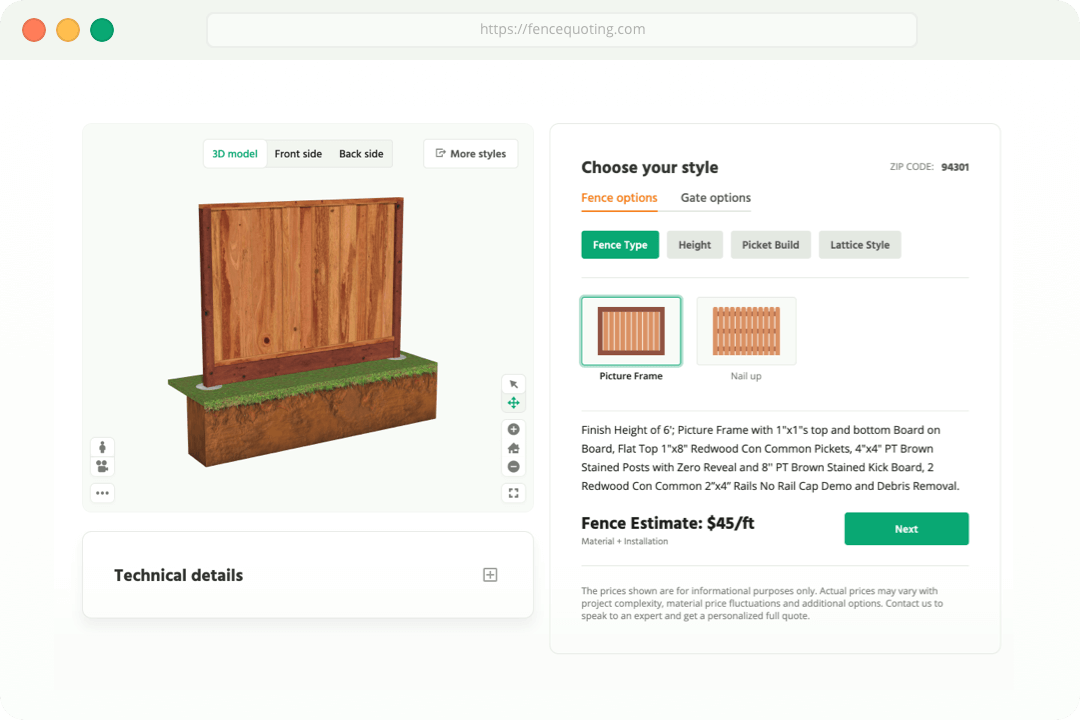 https://fencequoting.com
3D model Front side Back side More styles
Technical details
Choose your style ZIP CODE: 94301
Fence options Gate options
Fence Type Height Picket Build Lattice Style
Picture Frame Nail up
Finish Height of 6'; Picture Frame with 1"x1"s top and bottom Board on
Board, Flat Top 1"x8" Redwood Con Common Pickets, 4"x4" PT Brown
Stained Posts with Zero Reveal and 8'' PT Brown Stained Kick Board, 2
Redwood Con Common 2”x4” Rails No Rail Cap Demo and Debris Removal.
Fence Estimate: $45/ft
Material + Installation
Next
The prices shown are for informational purposes only. Actual prices may vary with
project complexity, material price fluctuations and additional options. Contact us to
speak to an expert and get a personalized full quote.